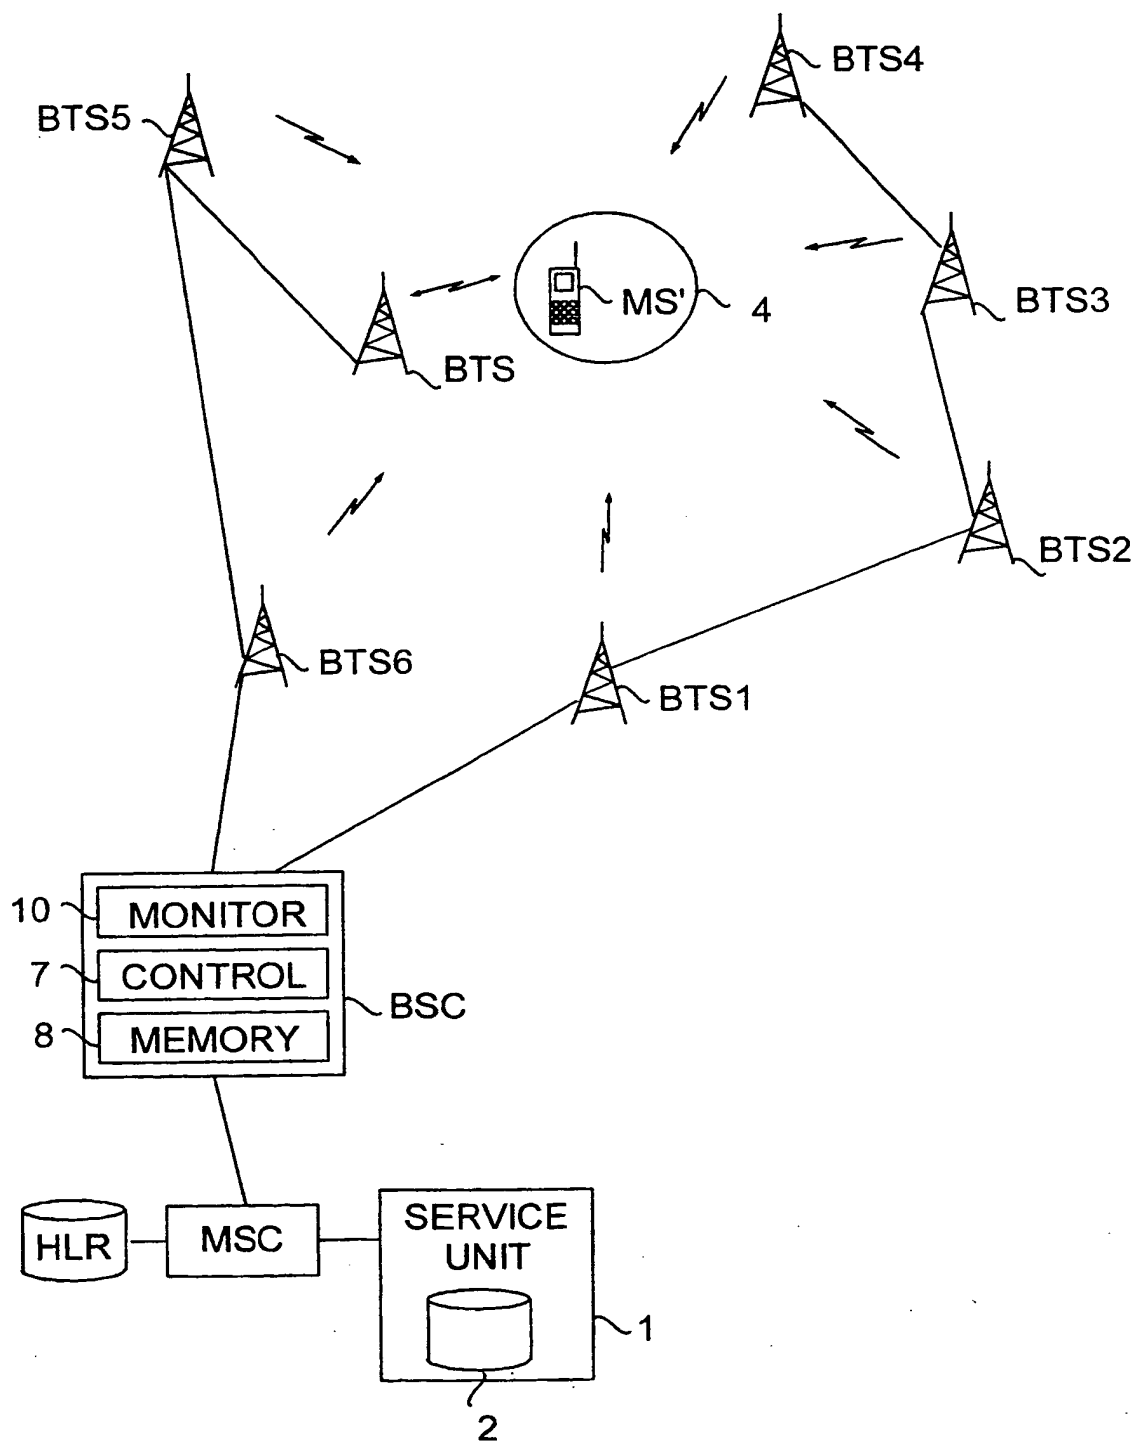 BTS4
BTS5
MS'
4
BTS3
BTS
BTS2
BTS6
BTS1
10
MONITOR
7
CONTROL
BSC
8
MEMORY
HLR
MSC
SERVICE
UNIT
1
2